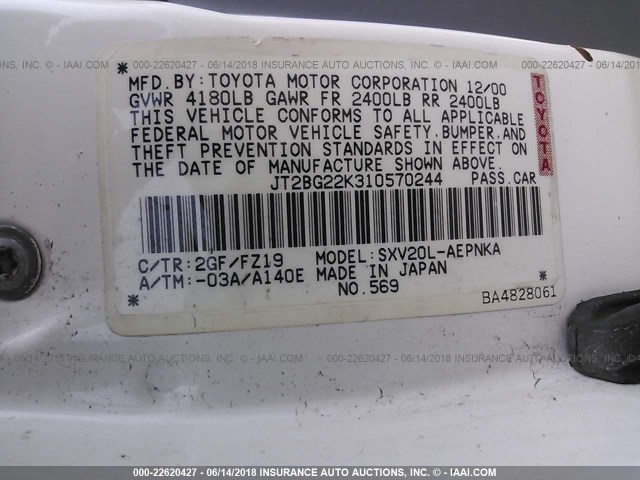 000-22620427 - 06/14/2018 INSURANCE AUTO AUCTIONS, INC. - © IAAI.COM
MFD.BY:TOYOTA MOTOR CORPORATION 12/00
GVWR 4180LB GAWR FR 2400LB RR 2400LB
THIS VEHICLE CONFORMS TO ALL APPLICABLE
FEDERAL MOTOR VEHICLE SAFETY,BUMPER,AND
THEFT PREVENTION STANDARDS IN EFFECT ON
THE DATE OF MANUFACTURE SHOWN ABOVE.
JT2BG22K310570244 PASS.CAR
TOYOTA
C/TR:2GF/FZ19 MODEL:SXV20L-AEPNKA
A/TM:-03A/A140E MADE IN JAPAN
NO.569
BA4828061
000-22620427 - 06/14/2018 INSURANCE AUTO AUCTIONS, INC. - © IAAI.COM
000-22620427 - 06/14/2018 INSURANCE AUTO AUCTIONS, INC. - © IAAI.COM